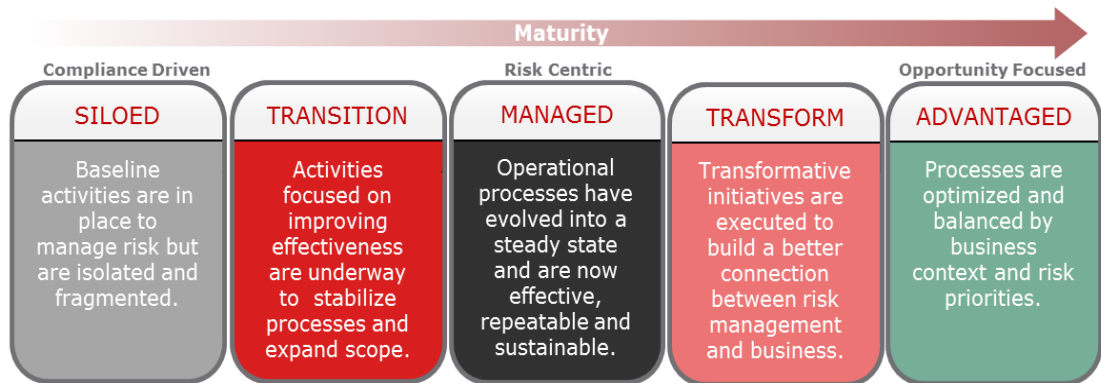 Maturity
Compliance Driven
Risk Centric
Opportunity Focused
SILOED
Baseline
activities are in
place to
manage risk but
are isolated and
fragmented.
TRANSITION
Activities
focused on
improving
effectiveness
are underway
to stabilize
processes and
expand scope.
MANAGED
Operational
processes have
evolved into a
steady state
and are now
effective,
repeatable and
sustainable.
TRANSFORM
Transformative
initiatives are
executed to
build a better
connection
between risk
management
and business.
ADVANTAGED
Processes are
optimized and
balanced by
business
context and risk
priorities.